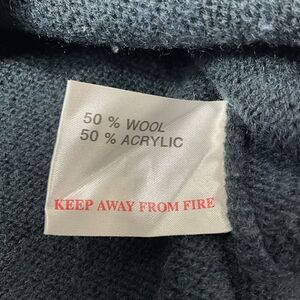 50 % WOOL
50 % ACRYLIC
KEEP AWAY FROM FIRE